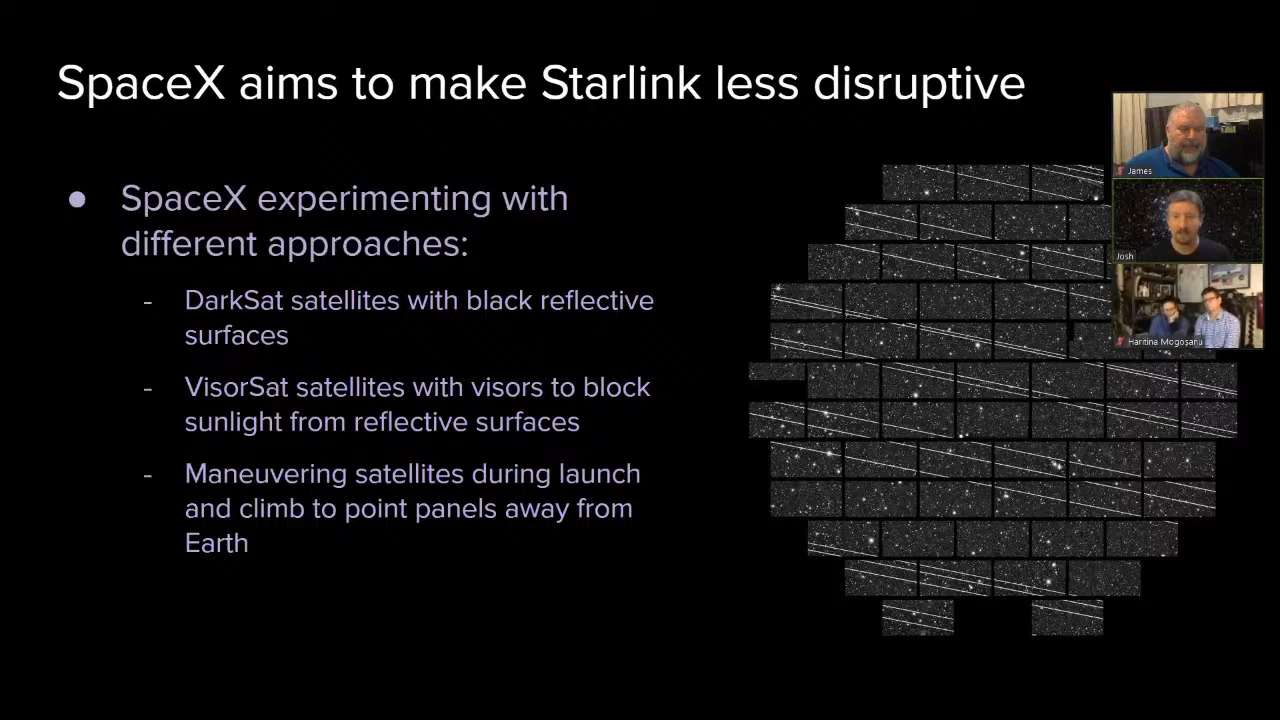 SpaceX aims to make Starlink less disruptive
● SpaceX experimenting with
different approaches:
- DarkSat satellites with black reflective
surfaces
- VisorSat satellites with visors to block
sunlight from reflective surfaces
- Maneuvering satellites during launch
and climb to point panels away from
Earth
James
Josh
Haritina Mogoșanu